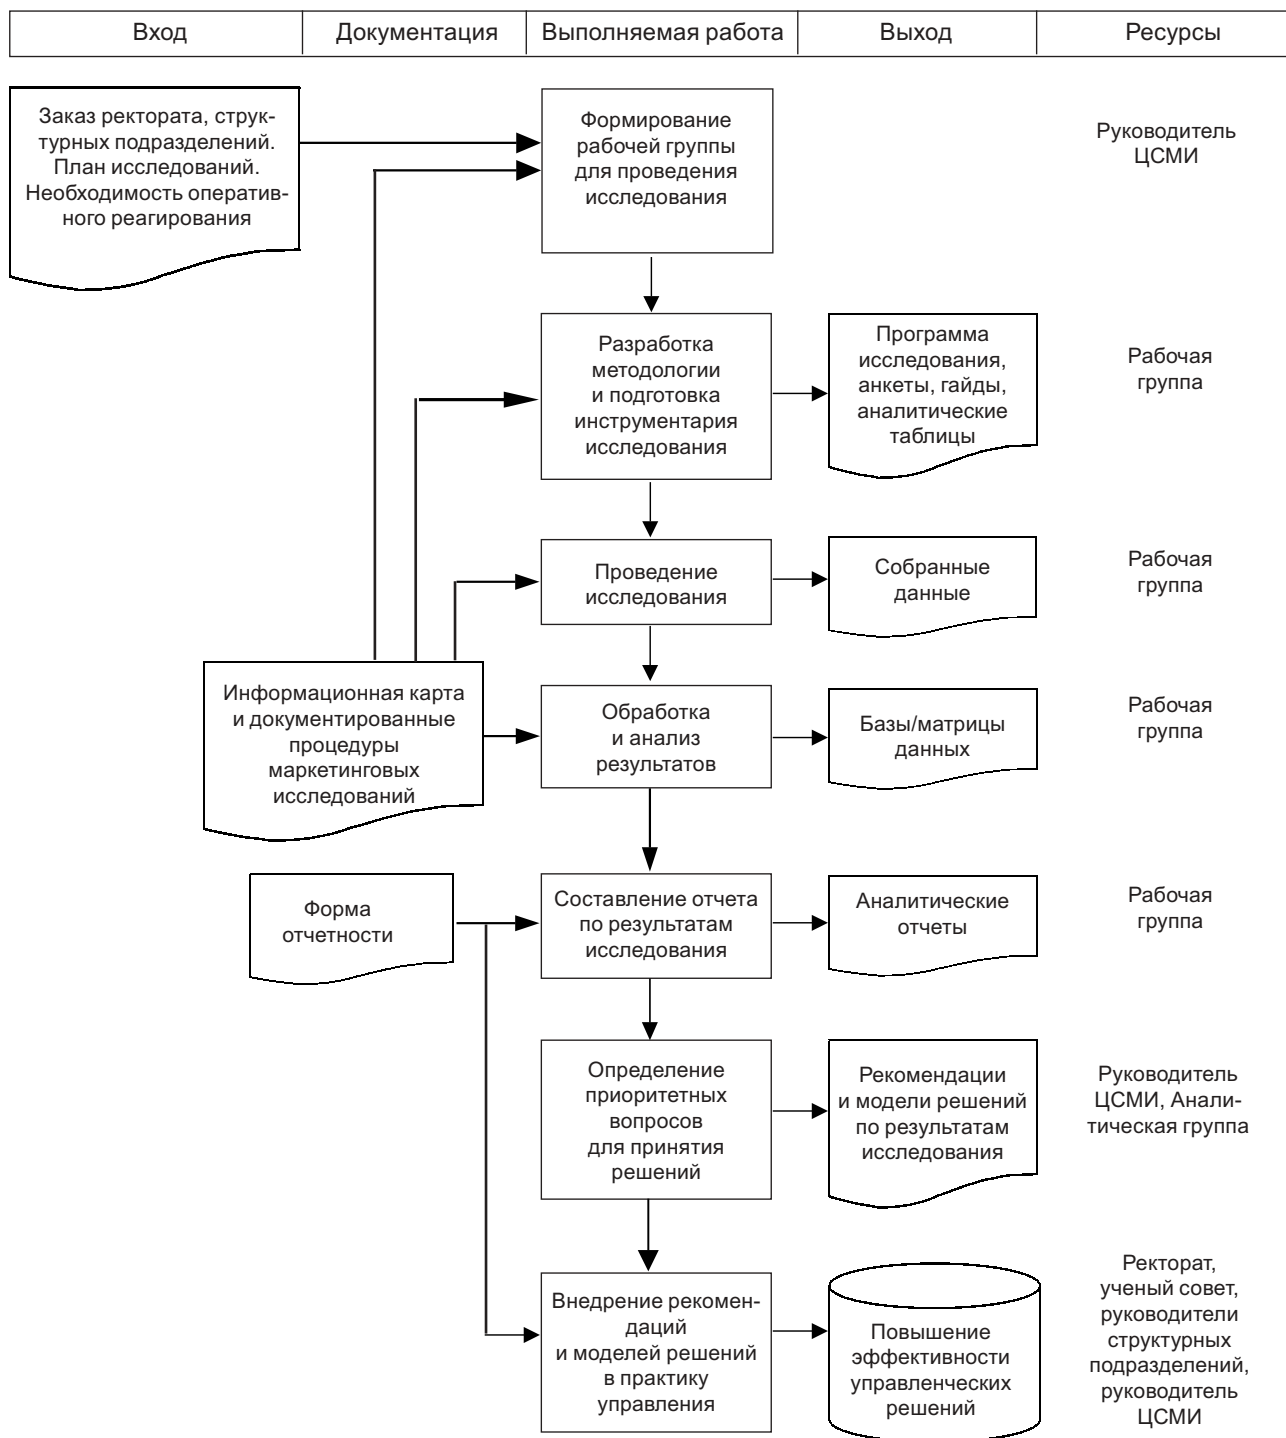 Вход
Документация
Выполняемая работа
Выход
Ресурсы
Заказ ректората, струк-
турных подразделений.
План исследований.
Необходимость оператив-
ного реагирования
Формирование
рабочей группы
для проведения
исследования
Руководитель
ЦСМИ
Разработка
методологии
и подготовка
инструментария
исследования
Программа
исследования,
анкеты, гайды,
аналитические
таблицы
Рабочая
группа
Проведение
исследования
Собранные
данные
Рабочая
группа
Информационная карта
и документированные
процедуры
маркетинговых
исследований
Обработка
и анализ
результатов
Базы/матрицы
данных
Рабочая
группа
Форма
отчетности
Составление отчета
по результатам
исследования
Аналитические
отчеты
Рабочая
группа
Определение
приоритетных
вопросов
для принятия
решений
Рекомендации
и модели решений
по результатам
исследования
Руководитель
ЦСМИ, Анали-
тическая группа
Внедрение рекомен-
даций
и моделей решений
в практику
управления
Повышение
эффективности
управленческих
решений
Ректорат,
ученый совет,
руководители
структурных
подразделений,
руководитель
ЦСМИ